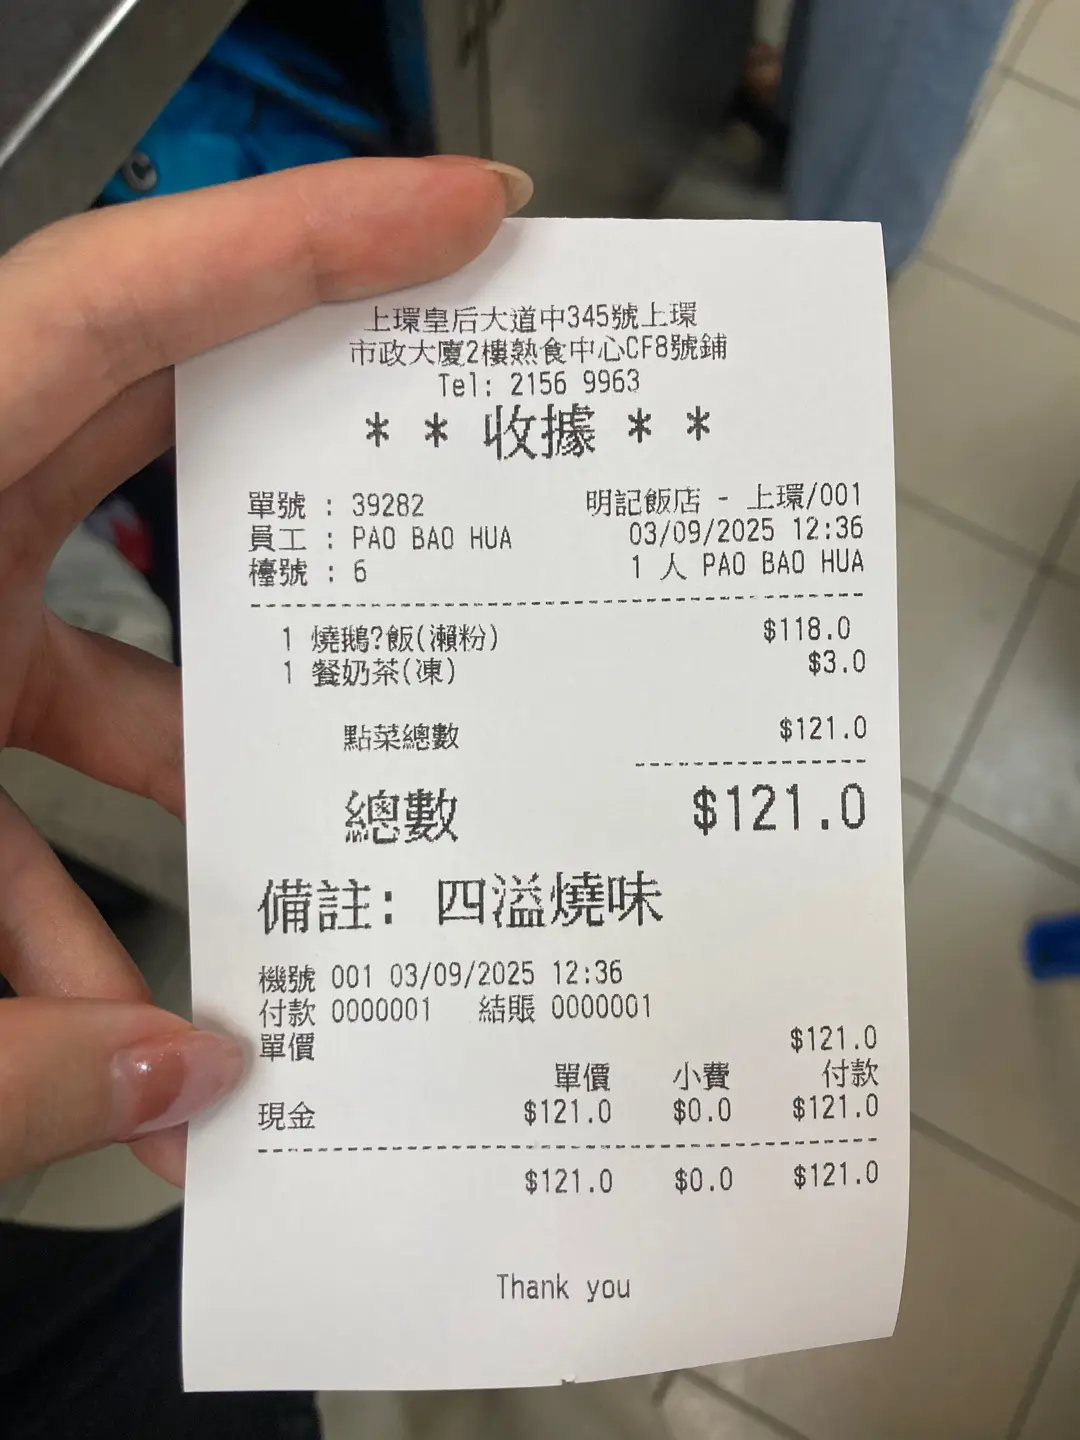 上環皇后大道中345號上環
市政大廈2樓熟食中心CF8號鋪
Tel: 2156 9963
* * 收據 * *
單號 : 39282 明記飯店 - 上環/001
員工 : PAO BAO HUA 03/09/2025 12:36
檯號 : 6 1 人 PAO BAO HUA
1 燒鵝?飯(瀨粉) $118.0
1 餐奶茶(凍) $3.0
點菜總數 $121.0
總數 $121.0
備註: 四溢燒味
機號 001 03/09/2025 12:36
付款 0000001 結賬 0000001
單價 $121.0
單價 小費 付款
現金 $121.0 $0.0 $121.0
$121.0 $0.0 $121.0
Thank you